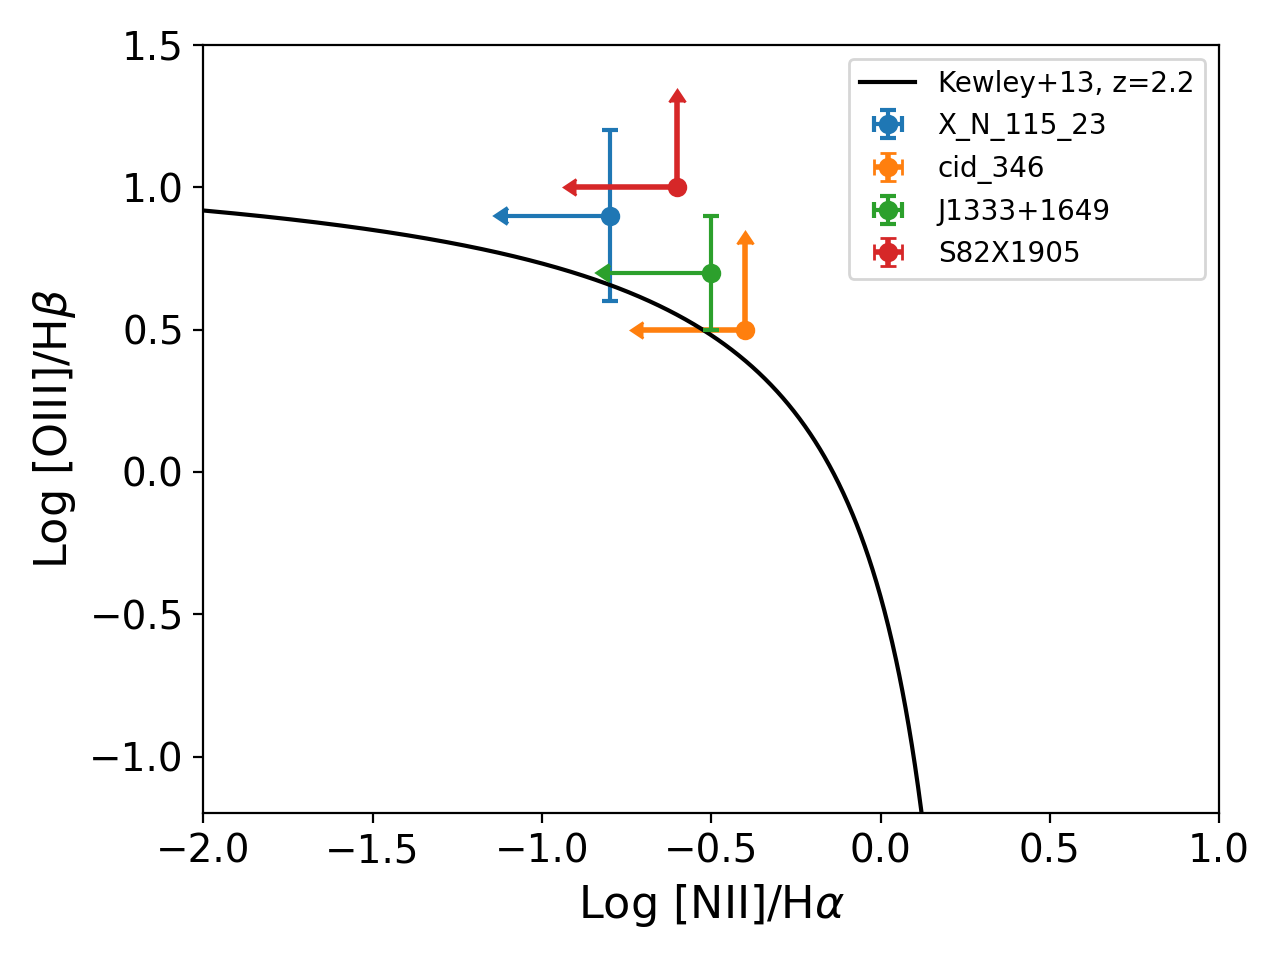 Log [OIII]/Hβ
1.5
1.0
0.5
0.0
−0.5
−1.0
Kewley+13, z=2.2
X_N_115_23
cid_346
J1333+1649
S82X1905
−2.0 −1.5 −1.0 −0.5 0.0 0.5 1.0
Log [NII]/Hα